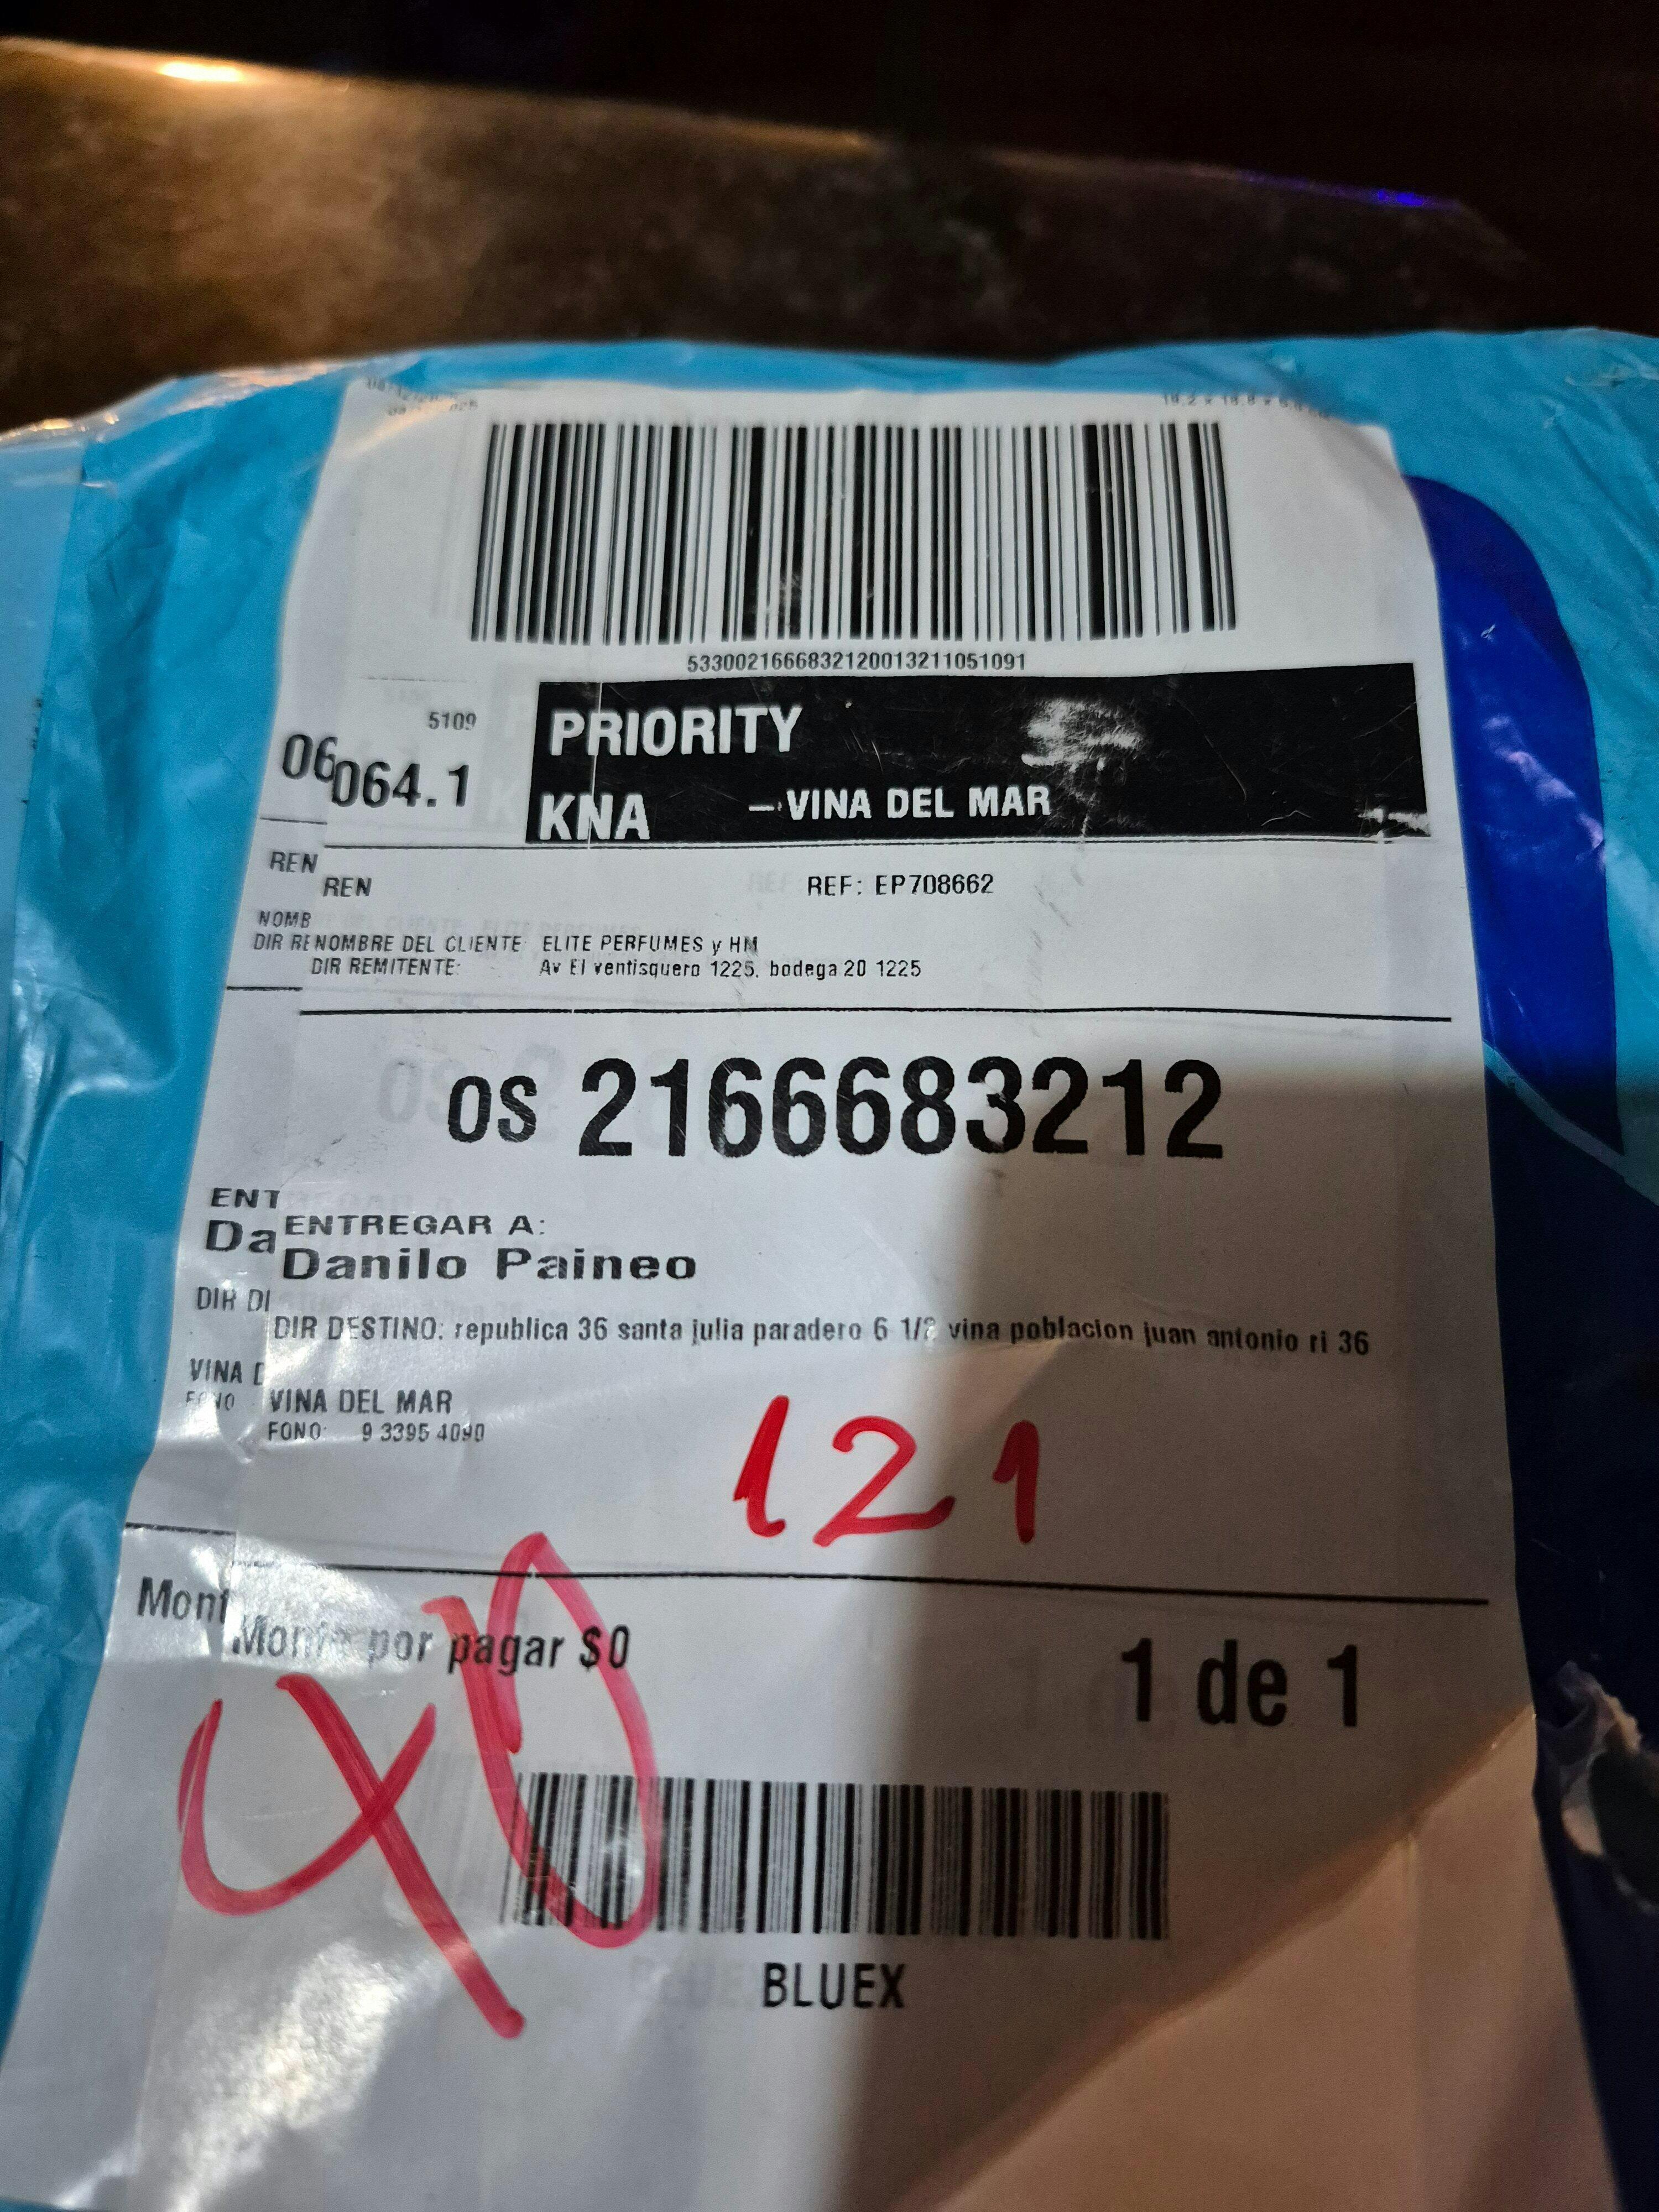 5330021666832120013211051091
5109
06
064.1
PRIORITY
KNA – VINA DEL MAR
REN
REN
REF: EP708662
NOMB
DIR RE
NOMBRE DEL CLIENTE: ELITE PERFUMES y HM
DIR REMITENTE: Av El ventisquero 1225, bodega 20 1225
OS 2166683212
ENT
Da
ENTREGAR A:
Danilo Paineo
DIR DI
DIR DESTINO: republica 36 santa julia paradero 6 1/2 vina poblacion juan antonio ri 36
VINA D
FONO
VINA DEL MAR
FONO: 9 3395 4090
121
Mont
Monto por pagar $0
1 de 1
40
BLUEX